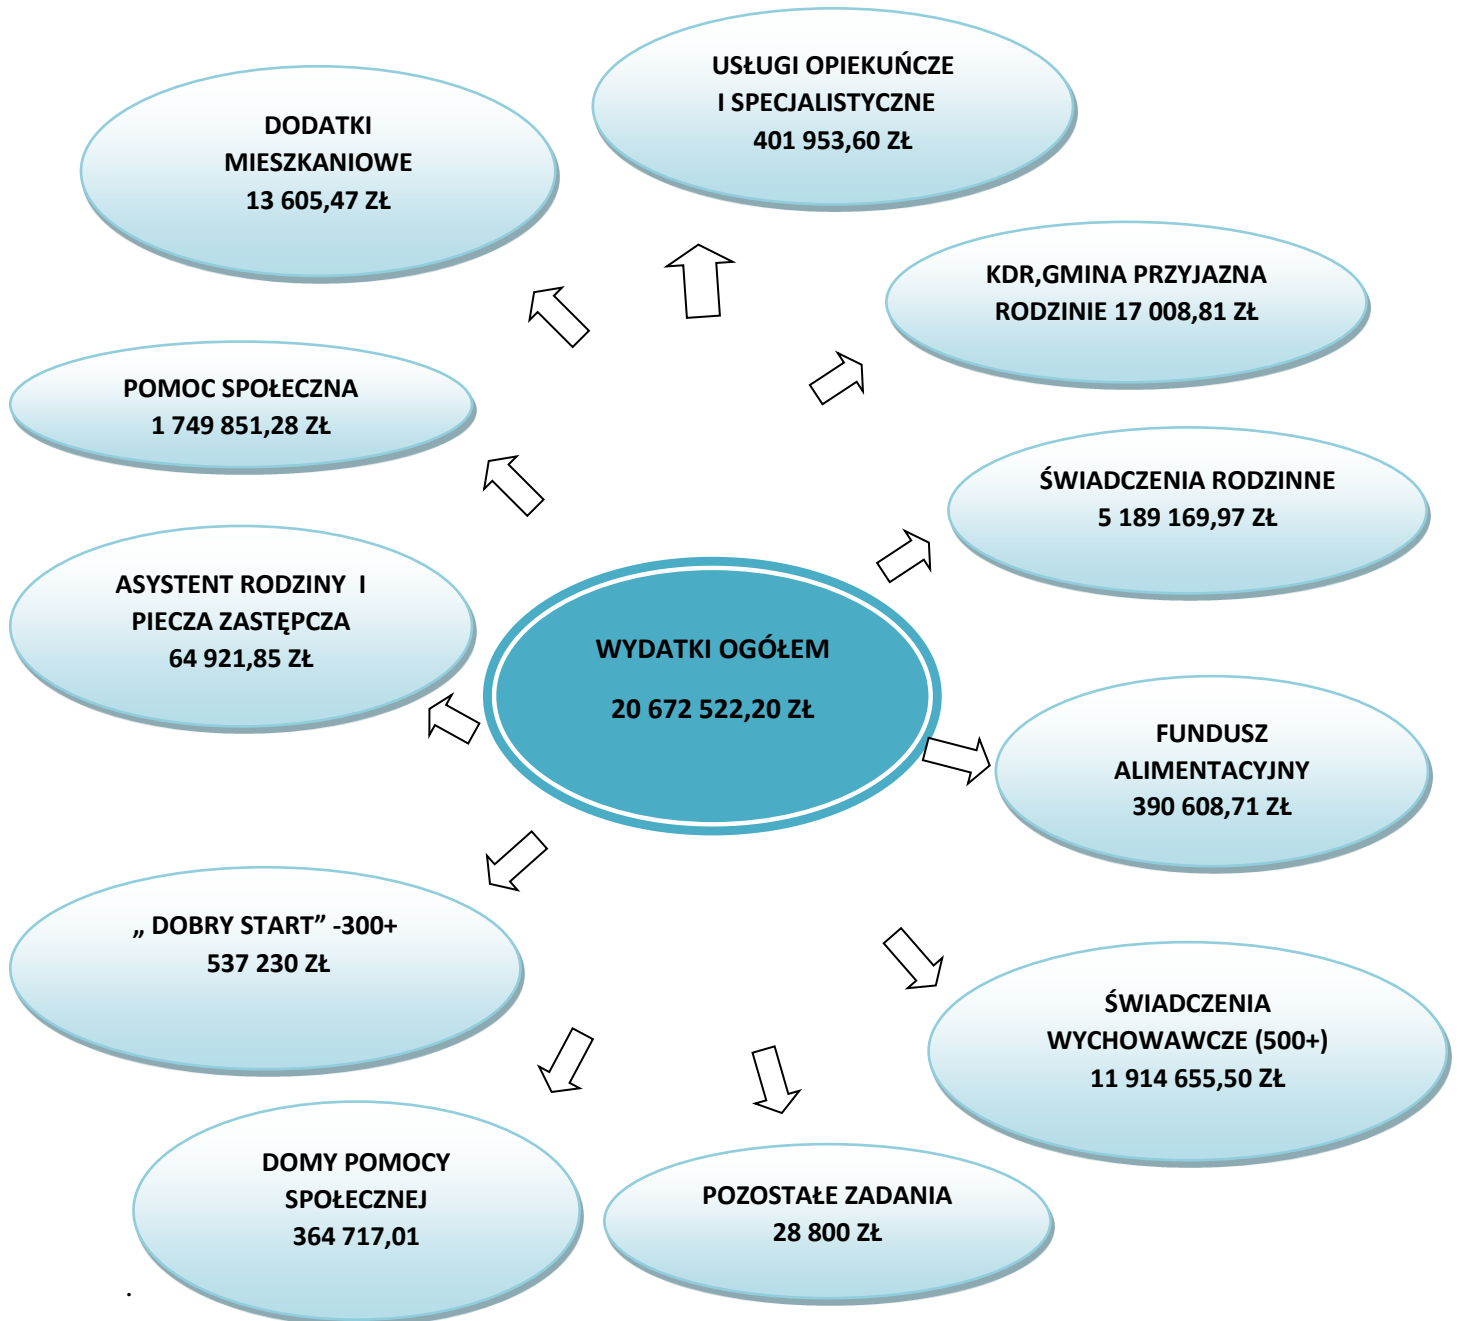 USŁUGI OPIEKUŃCZE
I SPECJALISTYCZNE
401 953,60 ZŁ
DODATKI
MIESZKANIOWE
13 605,47 ZŁ
KDR,GMINA PRZYJAZNA
RODZINIE 17 008,81 ZŁ
POMOC SPOŁECZNA
1 749 851,28 ZŁ
ŚWIADCZENIA RODZINNE
5 189 169,97 ZŁ
ASYSTENT RODZINY I
PIECZA ZASTĘPCZA
64 921,85 ZŁ
WYDATKI OGÓŁEM
20 672 522,20 ZŁ
FUNDUSZ
ALIMENTACYJNY
390 608,71 ZŁ
„ DOBRY START” -300+
537 230 ZŁ
ŚWIADCZENIA
WYCHOWAWCZE (500+)
11 914 655,50 ZŁ
DOMY POMOCY
SPOŁECZNEJ
364 717,01
POZOSTAŁE ZADANIA
28 800 ZŁ
.